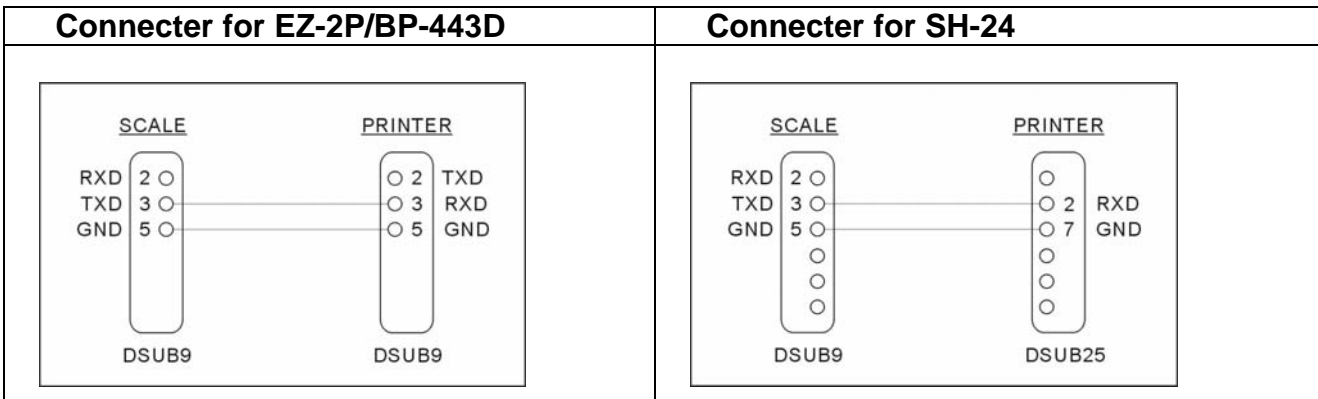 Connecter for EZ-2P/BP-443D
SCALE PRINTER
RXD 2 2 TXD
TXD 3 3 RXD
GND 5 5 GND
DSUB9 DSUB9
Connecter for SH-24
SCALE PRINTER
RXD 2
TXD 3 2 RXD
GND 5 7 GND
DSUB9 DSUB25